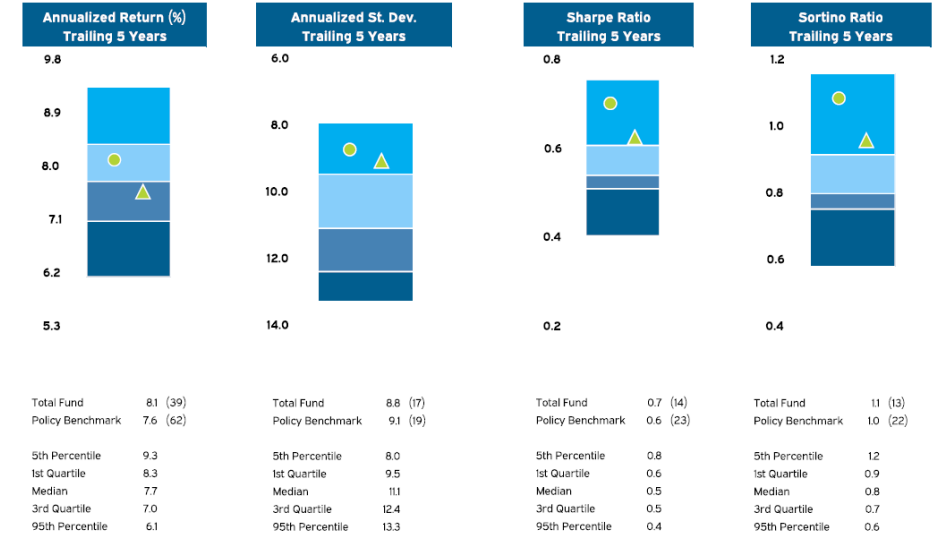 Annualized Return (%)
Trailing 5 Years
9.8
8.9
8.0
7.1
6.2
5.3
Total Fund 8.1 (39)
Policy Benchmark 7.6 (62)
5th Percentile 9.3
1st Quartile 8.3
Median 7.7
3rd Quartile 7.0
95th Percentile 6.1
Annualized St. Dev.
Trailing 5 Years
6.0
8.0
10.0
12.0
14.0
Total Fund 8.8 (17)
Policy Benchmark 9.1 (19)
5th Percentile 8.0
1st Quartile 9.5
Median 11.1
3rd Quartile 12.4
95th Percentile 13.3
Sharpe Ratio
Trailing 5 Years
0.8
0.6
0.4
0.2
Total Fund 0.7 (14)
Policy Benchmark 0.6 (23)
5th Percentile 0.8
1st Quartile 0.6
Median 0.5
3rd Quartile 0.5
95th Percentile 0.4
Sortino Ratio
Trailing 5 Years
1.2
1.0
0.8
0.6
0.4
Total Fund 1.1 (13)
Policy Benchmark 1.0 (22)
5th Percentile 1.2
1st Quartile 0.9
Median 0.8
3rd Quartile 0.7
95th Percentile 0.6